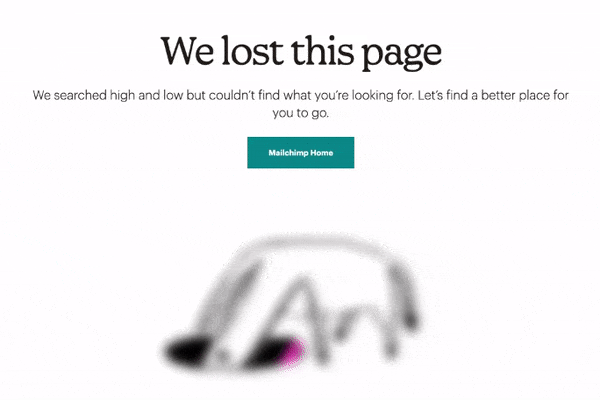 We lost this page
We searched high and low but couldn’t find what you’re looking for. Let’s find a better place for
you to go.
Mailchimp Home